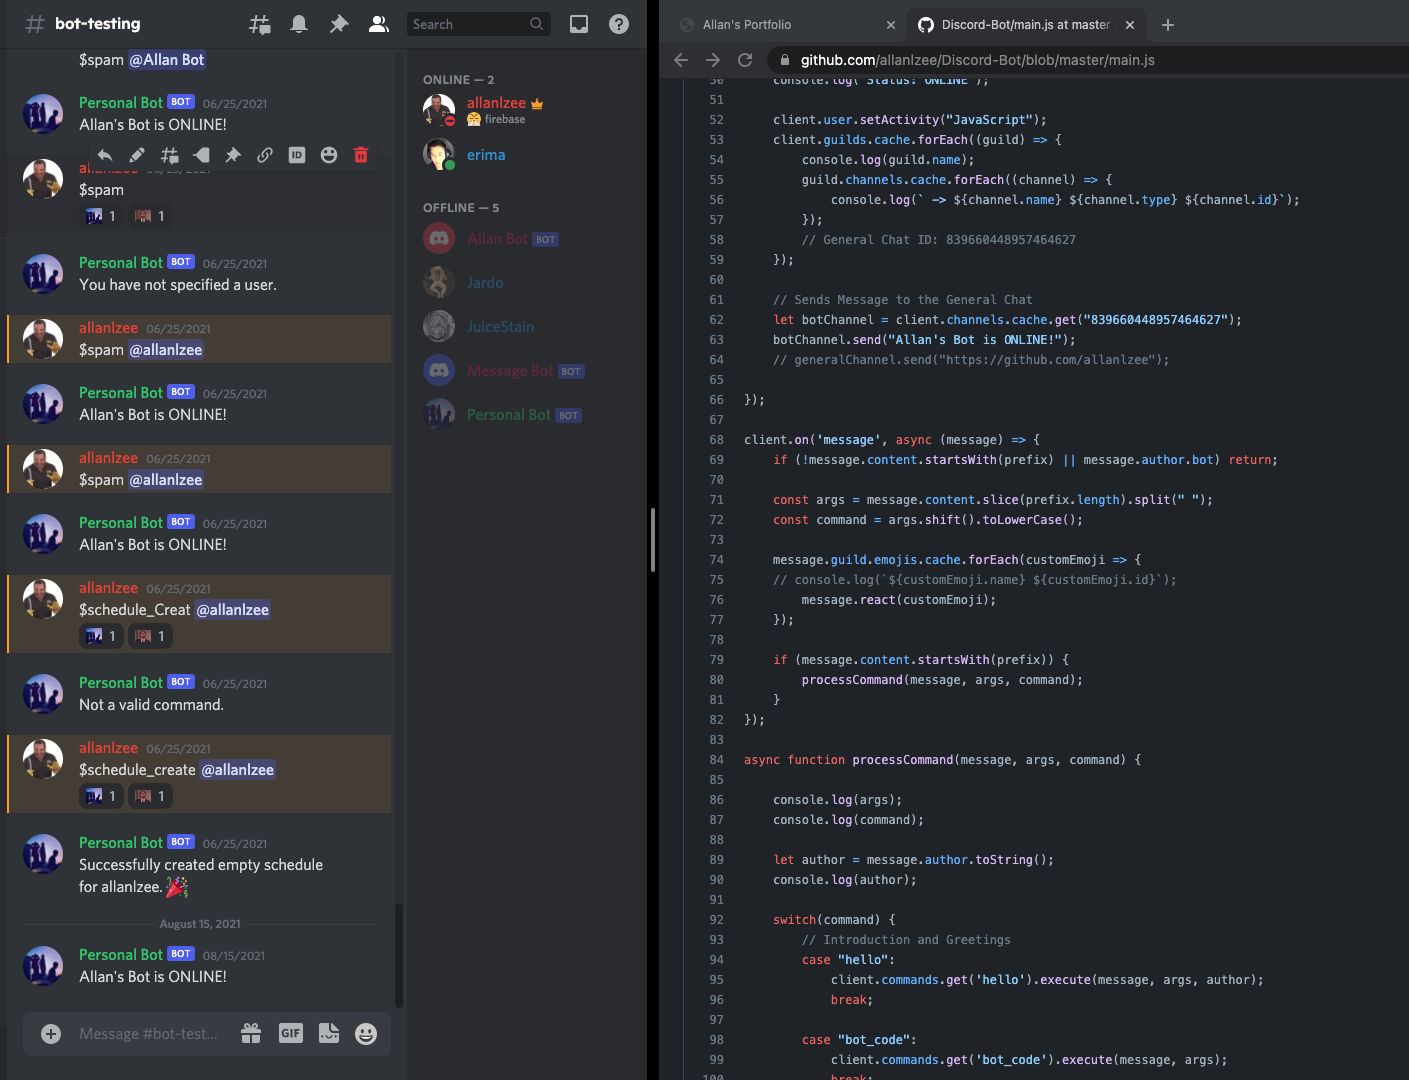 bot-testing
Search
$spam @Allan Bot
Personal Bot BOT 06/25/2021
Allan's Bot is ONLINE!
$spam
1 1
Personal Bot BOT 06/25/2021
You have not specified a user.
allanlzee 06/25/2021
$spam @allanlzee
Personal Bot BOT 06/25/2021
Allan's Bot is ONLINE!
allanlzee 06/25/2021
$spam @allanlzee
Personal Bot BOT 06/25/2021
Allan's Bot is ONLINE!
allanlzee 06/25/2021
$schedule_Creat @allanlzee
1 1
Personal Bot BOT 06/25/2021
Not a valid command.
allanlzee 06/25/2021
$schedule_create @allanlzee
1 1
Personal Bot BOT 06/25/2021
Successfully created empty schedule
for allanlzee.
August 15, 2021
Personal Bot BOT 08/15/2021
Allan's Bot is ONLINE!
Message #bot-test...
GIF
ID
ONLINE — 2
allanlzee
firebase
erima
OFFLINE — 5
Allan Bot BOT
Jardo
JuiceStain
Message Bot BOT
Personal Bot BOT
Allan's Portfolio
Discord-Bot/main.js at master
github.com/allanlzee/Discord-Bot/blob/master/main.js
50 console.log("Status: ONLINE");
51
52 client.user.setActivity("JavaScript");
53 client.guilds.cache.forEach((guild) => {
54 console.log(guild.name);
55 guild.channels.cache.forEach((channel) => {
56 console.log(` -> ${channel.name} ${channel.type} ${channel.id}`);
57 });
58 // General Chat ID: 839660448957464627
59 });
60
61 // Sends Message to the General Chat
62 let botChannel = client.channels.cache.get("839660448957464627");
63 botChannel.send("Allan's Bot is ONLINE!");
64 // generalChannel.send("https://github.com/allanlzee");
65
66 });
67
68 client.on('message', async (message) => {
69 if (!message.content.startsWith(prefix) || message.author.bot) return;
70
71 const args = message.content.slice(prefix.length).split(" ");
72 const command = args.shift().toLowerCase();
73
74 message.guild.emojis.cache.forEach(customEmoji => {
75 // console.log(`${customEmoji.name} ${customEmoji.id}`);
76 message.react(customEmoji);
77 });
78
79 if (message.content.startsWith(prefix)) {
80 processCommand(message, args, command);
81 }
82 });
83
84 async function processCommand(message, args, command) {
85
86 console.log(args);
87 console.log(command);
88
89 let author = message.author.toString();
90 console.log(author);
91
92 switch(command) {
93 // Introduction and Greetings
94 case "hello":
95 client.commands.get('hello').execute(message, args, author);
96 break;
97
98 case "bot_code":
99 client.commands.get('bot_code').execute(message, args);
100 break;